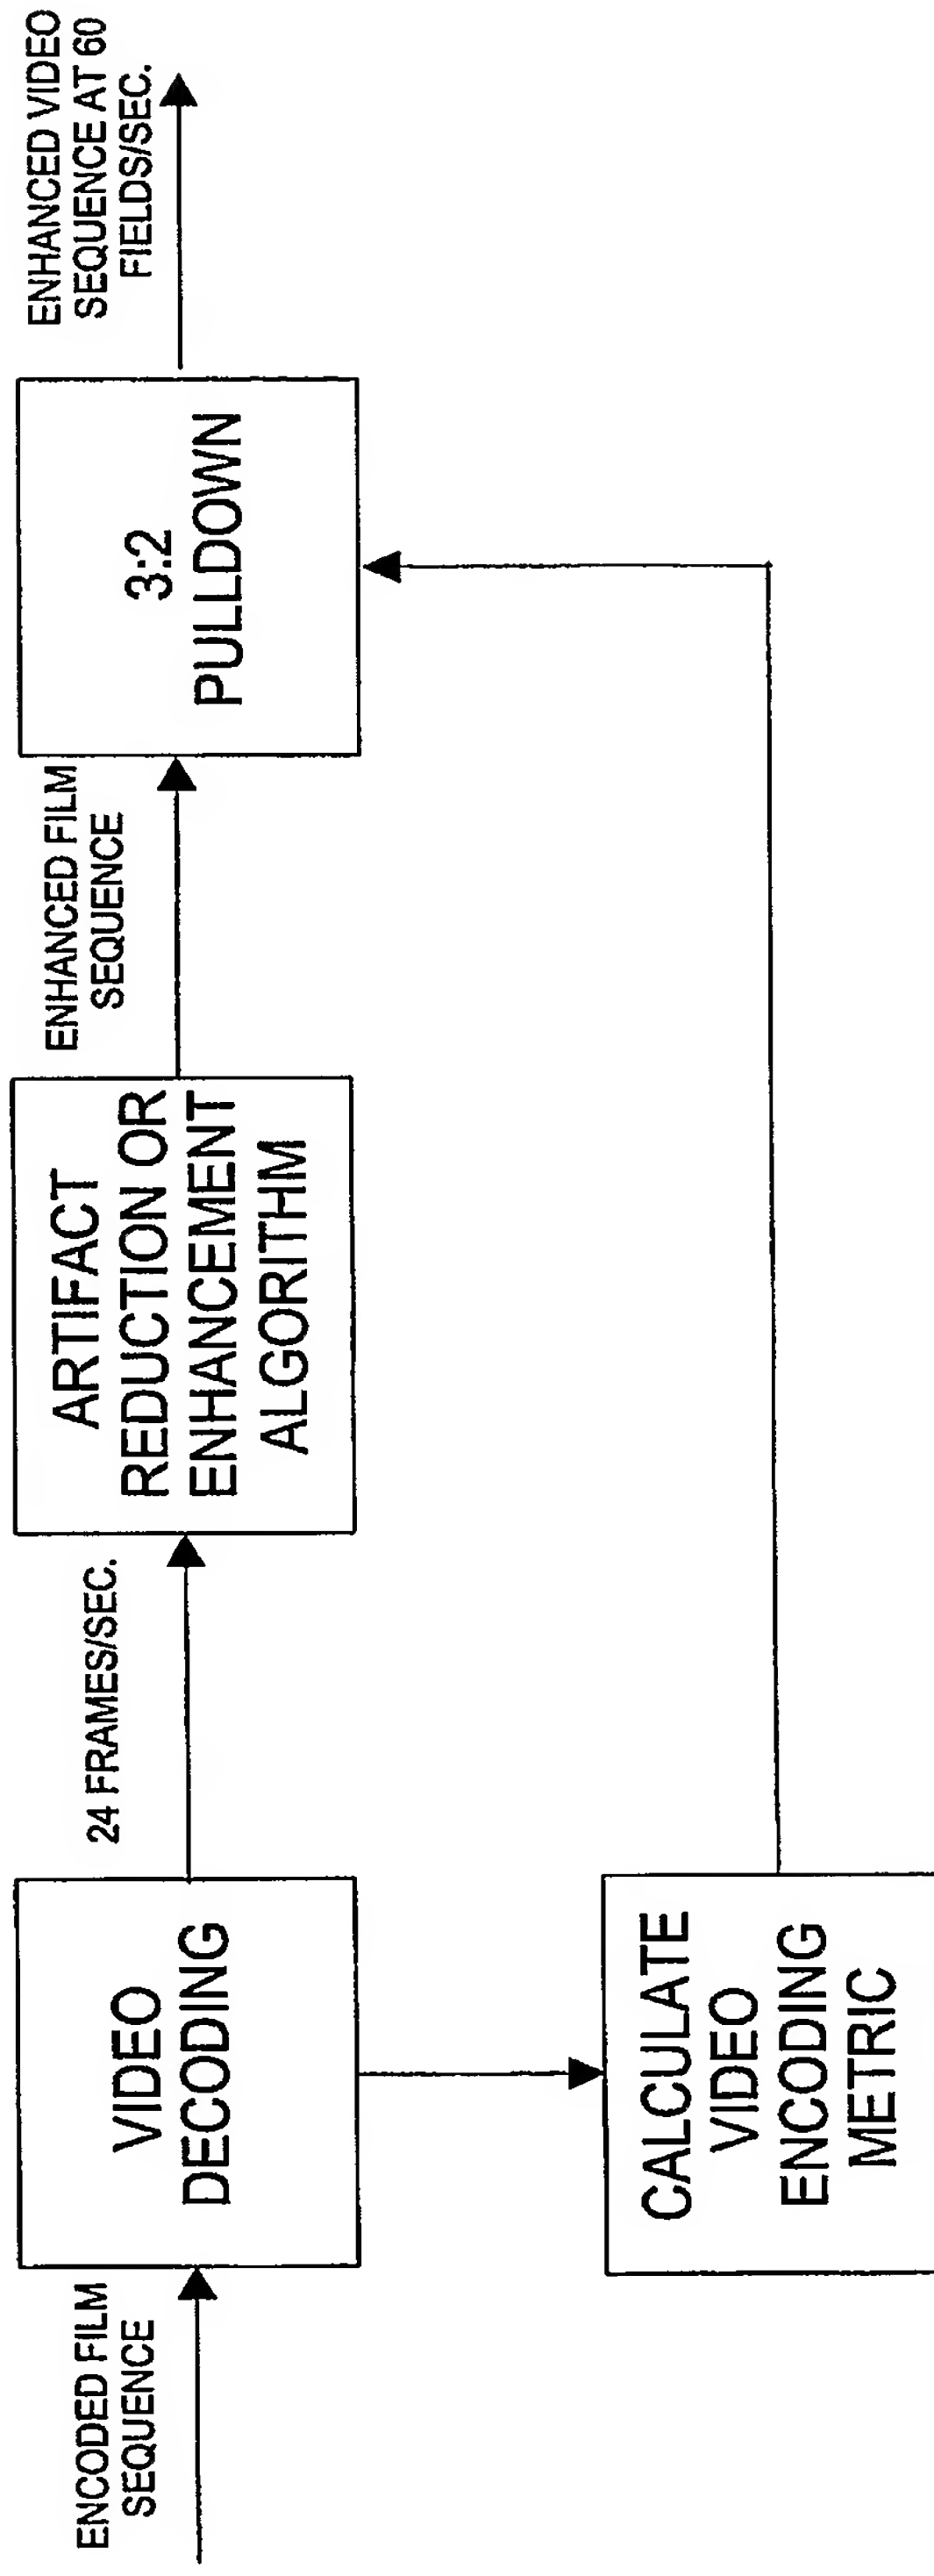 ENCODED FILM
SEQUENCE
VIDEO
DECODING
24 FRAMES/SEC.
ARTIFACT
REDUCTION OR
ENHANCEMENT
ALGORITHM
ENHANCED FILM
SEQUENCE
3:2
PULLDOWN
ENHANCED VIDEO
SEQUENCE AT 60
FIELDS/SEC.
CALCULATE
VIDEO
ENCODING
METRIC